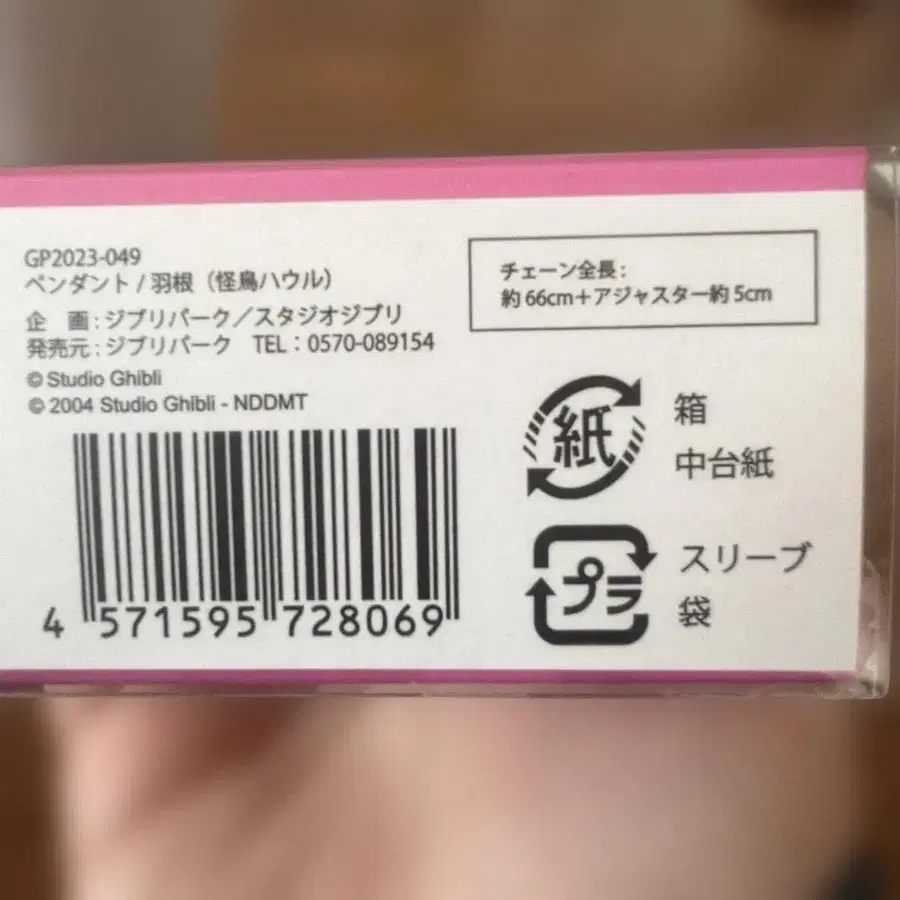 GP2023-049
ペンダント / 羽根（怪鳥ハウル）
企　画 : ジブリパーク／スタジオジブリ
発売元 : ジブリパーク　TEL : 0570-089154
© Studio Ghibli
© 2004 Studio Ghibli - NDDMT
4 571595 728069
チェーン全長 :
約 66cm＋アジャスター約 5cm
紙
箱
中台紙
プラ
スリーブ
袋